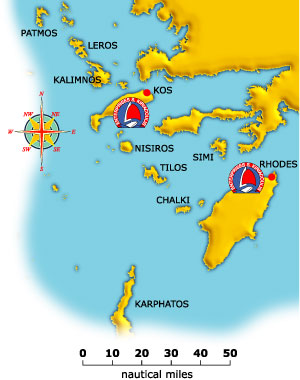 PATMOS
LEROS
KALIMNOS
KOS
N
NW NE
W E
SW SE
S
NISIROS
SIMI
TILOS
RHODES
CHALKI
KARPHATOS
0 10 20 30 40 50
nautical miles